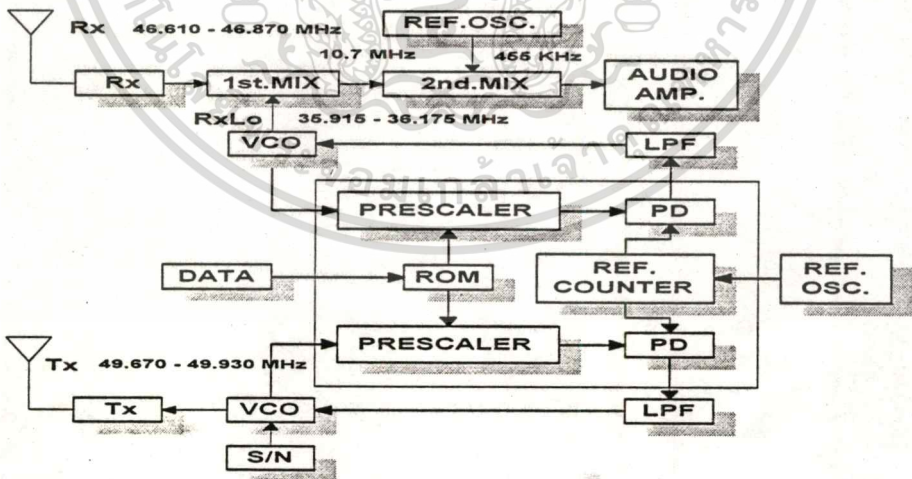 Rx 46.610 - 46.870 MHz
REF.OSC.
10.7 MHz
455 KHz
Rx
1st.MIX
2nd.MIX
AUDIO
AMP.
RxLo 35.915 - 36.175 MHz
VCO
LPF
PRESCALER
PD
DATA
ROM
REF.
COUNTER
REF.
OSC.
PRESCALER
PD
Tx 49.670 - 49.930 MHz
Tx
VCO
LPF
S/N